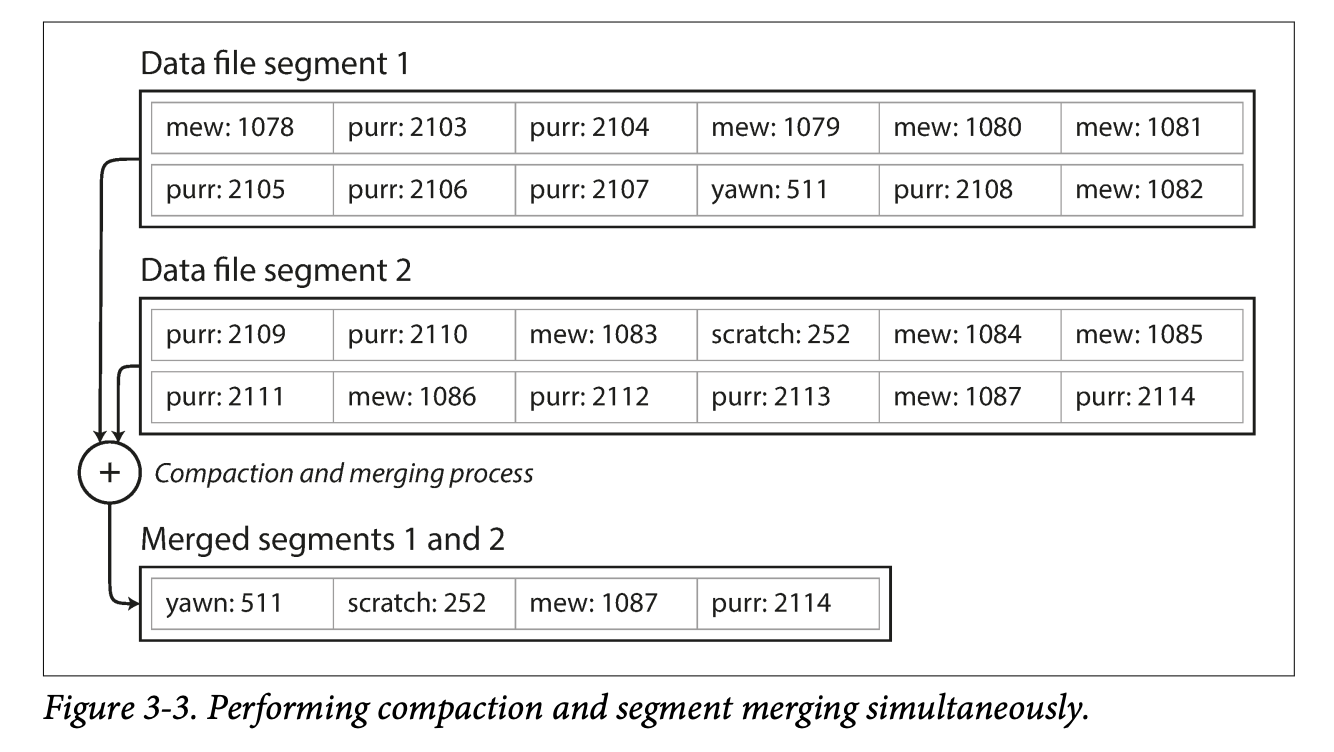 Data file segment 1
mew: 1078 purr: 2103 purr: 2104 mew: 1079 mew: 1080 mew: 1081
purr: 2105 purr: 2106 purr: 2107 yawn: 511 purr: 2108 mew: 1082
Data file segment 2
purr: 2109 purr: 2110 mew: 1083 scratch: 252 mew: 1084 mew: 1085
purr: 2111 mew: 1086 purr: 2112 purr: 2113 mew: 1087 purr: 2114
+ Compaction and merging process
Merged segments 1 and 2
yawn: 511 scratch: 252 mew: 1087 purr: 2114
Figure 3-3. Performing compaction and segment merging simultaneously.